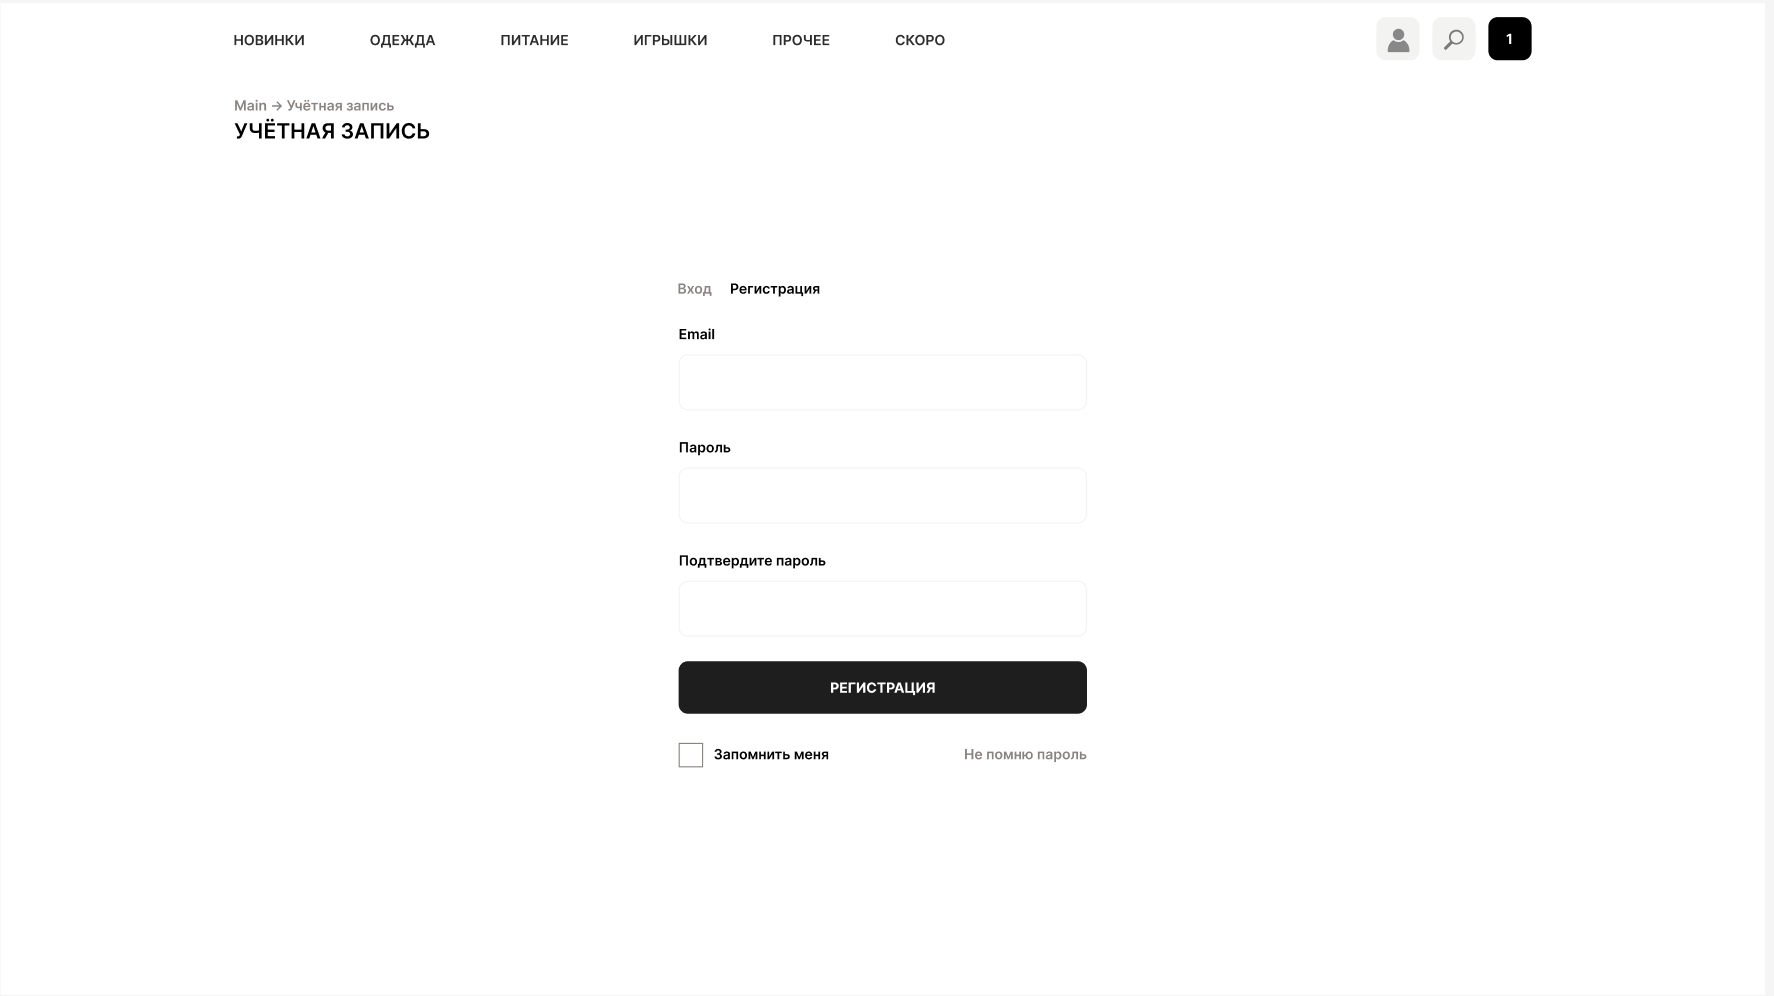 НОВИНКИ ОДЕЖДА ПИТАНИЕ ИГРЫШКИ ПРОЧЕЕ СКОРО 1
Main → Учётная запись
УЧЁТНАЯ ЗАПИСЬ
Вход Регистрация
Email
Пароль
Подтвердите пароль
РЕГИСТРАЦИЯ
Запомнить меня Не помню пароль